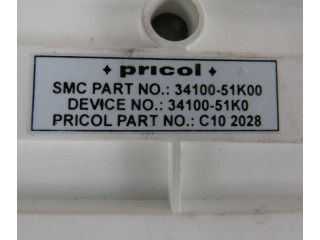 ♦ pricol ♦
SMC PART NO.: 34100-51K00
DEVICE NO.: 34100-51K0
PRICOL PART NO.: C10 2028